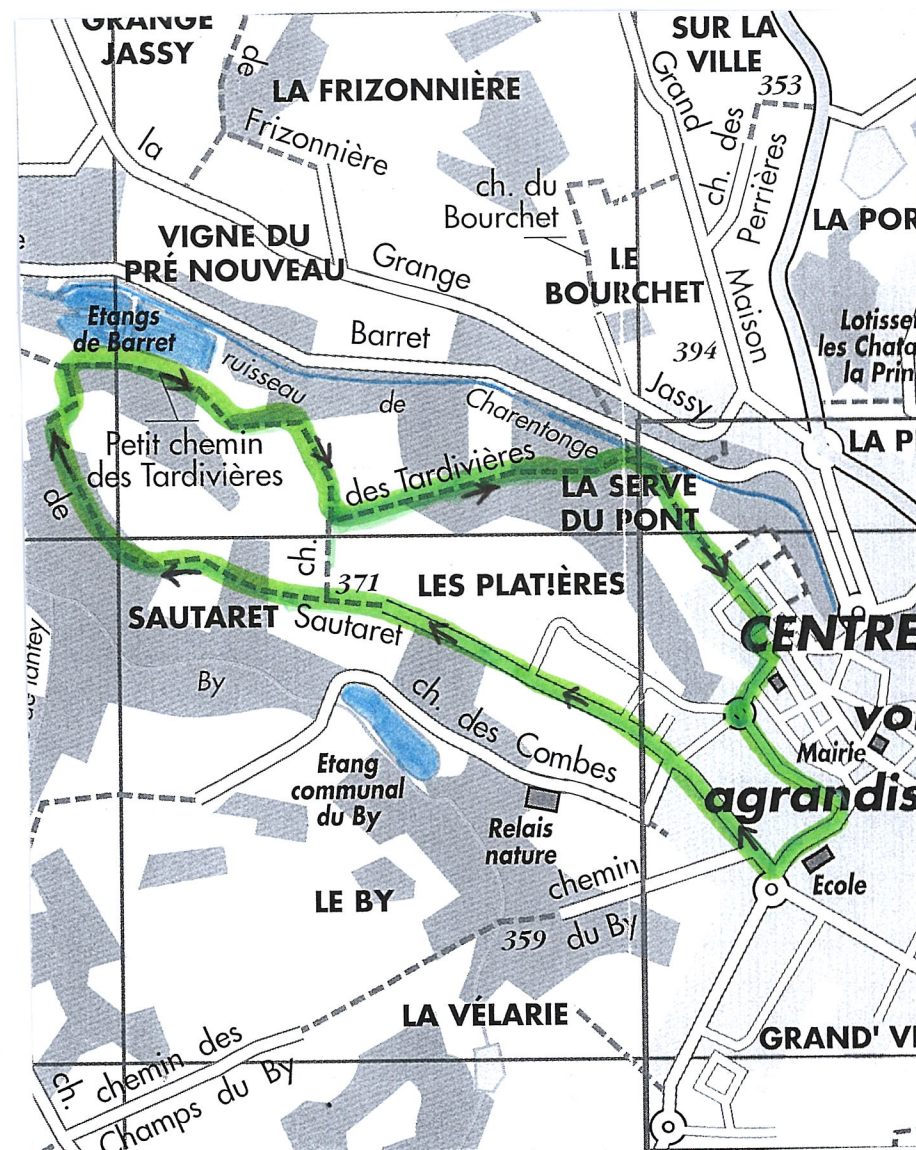 GRANGE
JASSY
de
LA FRIZONNIÈRE
Frizonnière
la
SUR LA
VILLE
353
Grand
ch. des
Perrières
Maison
ch. du
Bourchet
LA POR
VIGNE DU
PRÉ NOUVEAU
Grange
LE
BOURCHET
Barret
394
Jassy
Lotisse
les Chata
la Prin
Etangs
de Barret
ruisseau
de
Charentonge
LA P
Petit chemin
des Tardivières
des Tardivières
LA SERVE
DU PONT
de
ch.
371
LES PLAT!ÈRES
SAUTARET
Sautaret
CENTRE
By
ch. des Combes
vo
Mairie
Etang
communal
du By
agrandis
Relais
nature
Ecole
LE BY
chemin
du By
359
LA VÉLARIE
GRAND' VI
chemin des
Champs du By
ch.